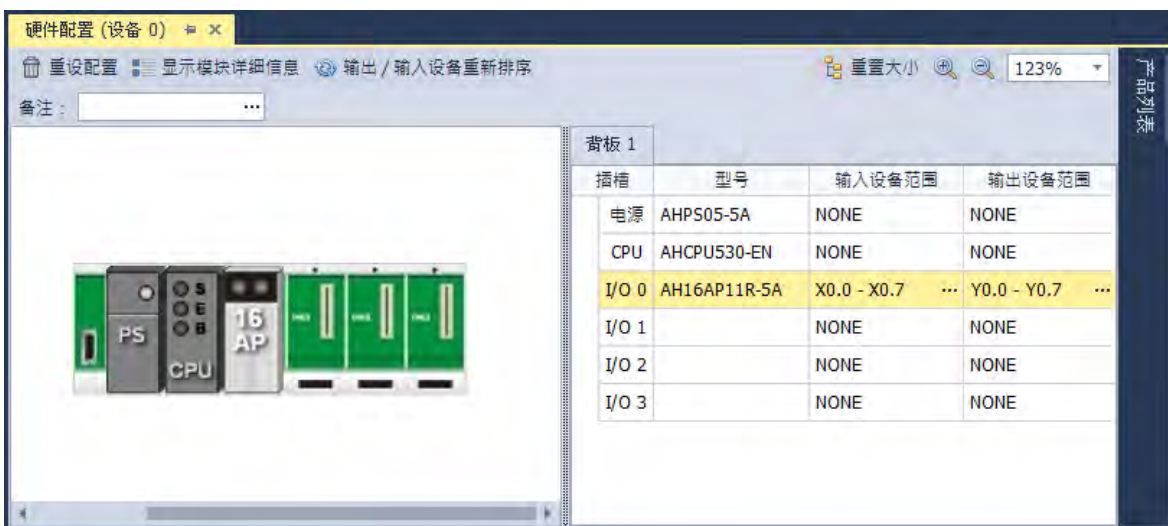 硬件配置 (设备 0)
重设配置 显示模块详细信息 输出 / 输入设备重新排序 重置大小 123%
备注 : ...
产品列表
背板 1
插槽 型号 输入设备范围 输出设备范围
电源 AHPS05-5A NONE NONE
CPU AHCPU530-EN NONE NONE
I/O 0 AH16AP11R-5A X0.0 - X0.7 ... Y0.0 - Y0.7 ...
I/O 1 NONE NONE
I/O 2 NONE NONE
I/O 3 NONE NONE
PS
S
E
B
CPU
16
AP